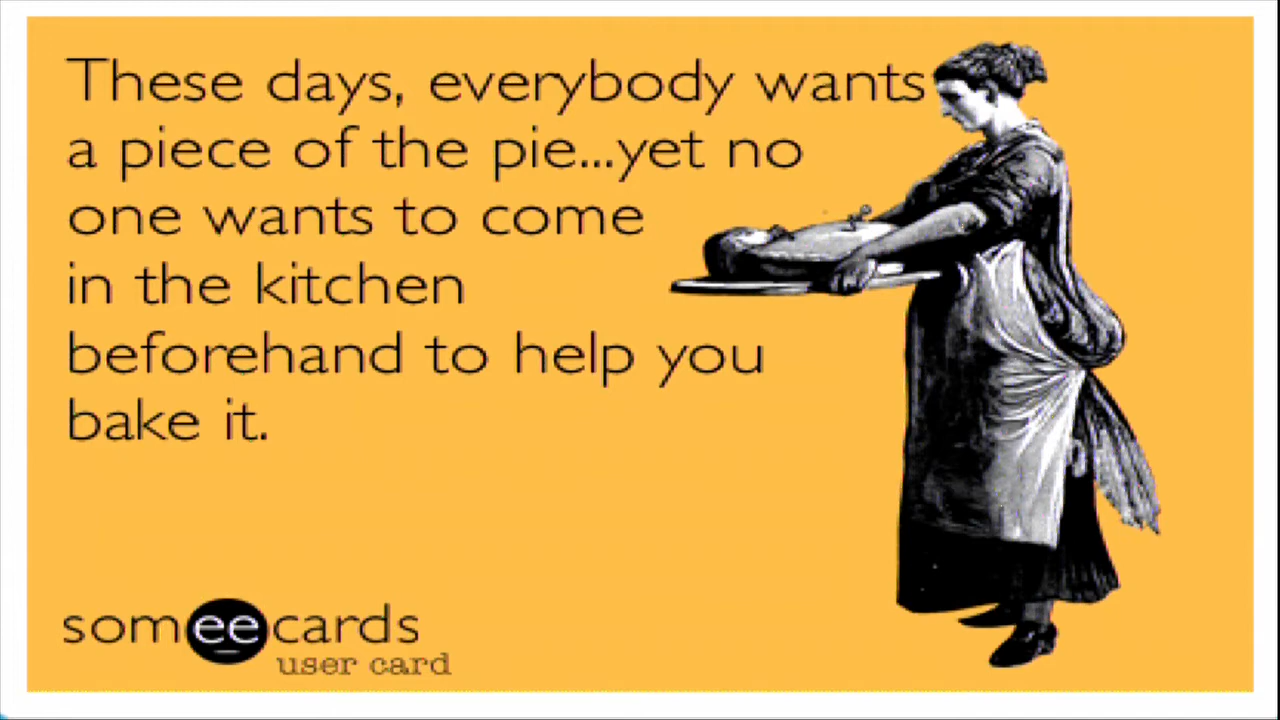 These days, everybody wants
a piece of the pie...yet no
one wants to come
in the kitchen
beforehand to help you
bake it.
someecards
user card